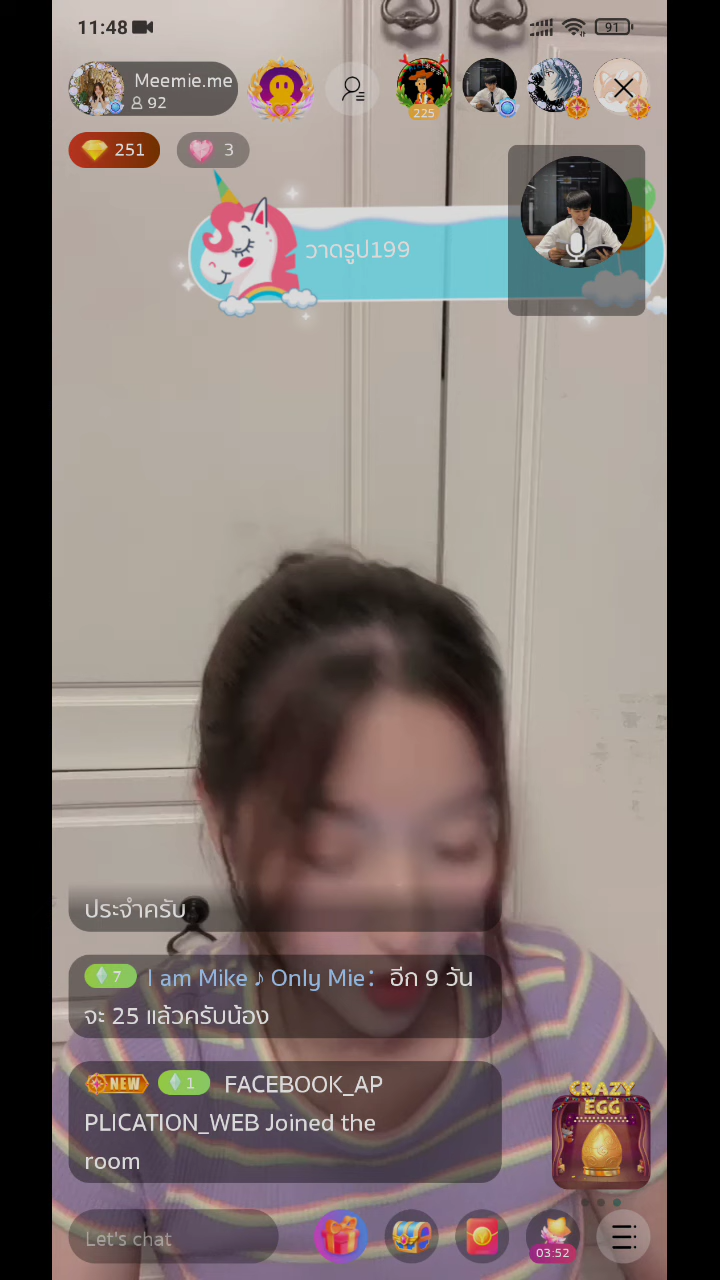 11:48
91
Meemie.me
92
225
251
3
วาดรูป199
ประจำครับ
7 I am Mike ♪ Only Mie： อีก 9 วัน
จะ 25 แล้วครับน้อง
NEW 1 FACEBOOK_AP
PLICATION_WEB Joined the
room
CRAZY
EGG
Let's chat
03:52